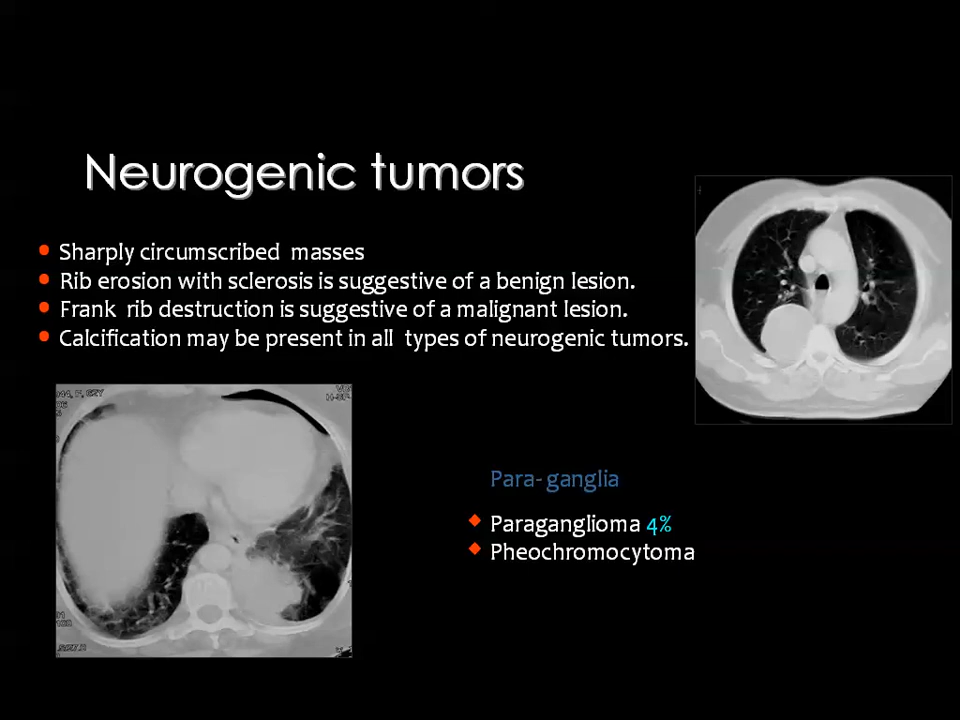 Neurogenic tumors
• Sharply circumscribed masses
• Rib erosion with sclerosis is suggestive of a benign lesion.
• Frank rib destruction is suggestive of a malignant lesion.
• Calcification may be present in all types of neurogenic tumors.
Para- ganglia
◆ Paraganglioma 4%
◆ Pheochromocytoma